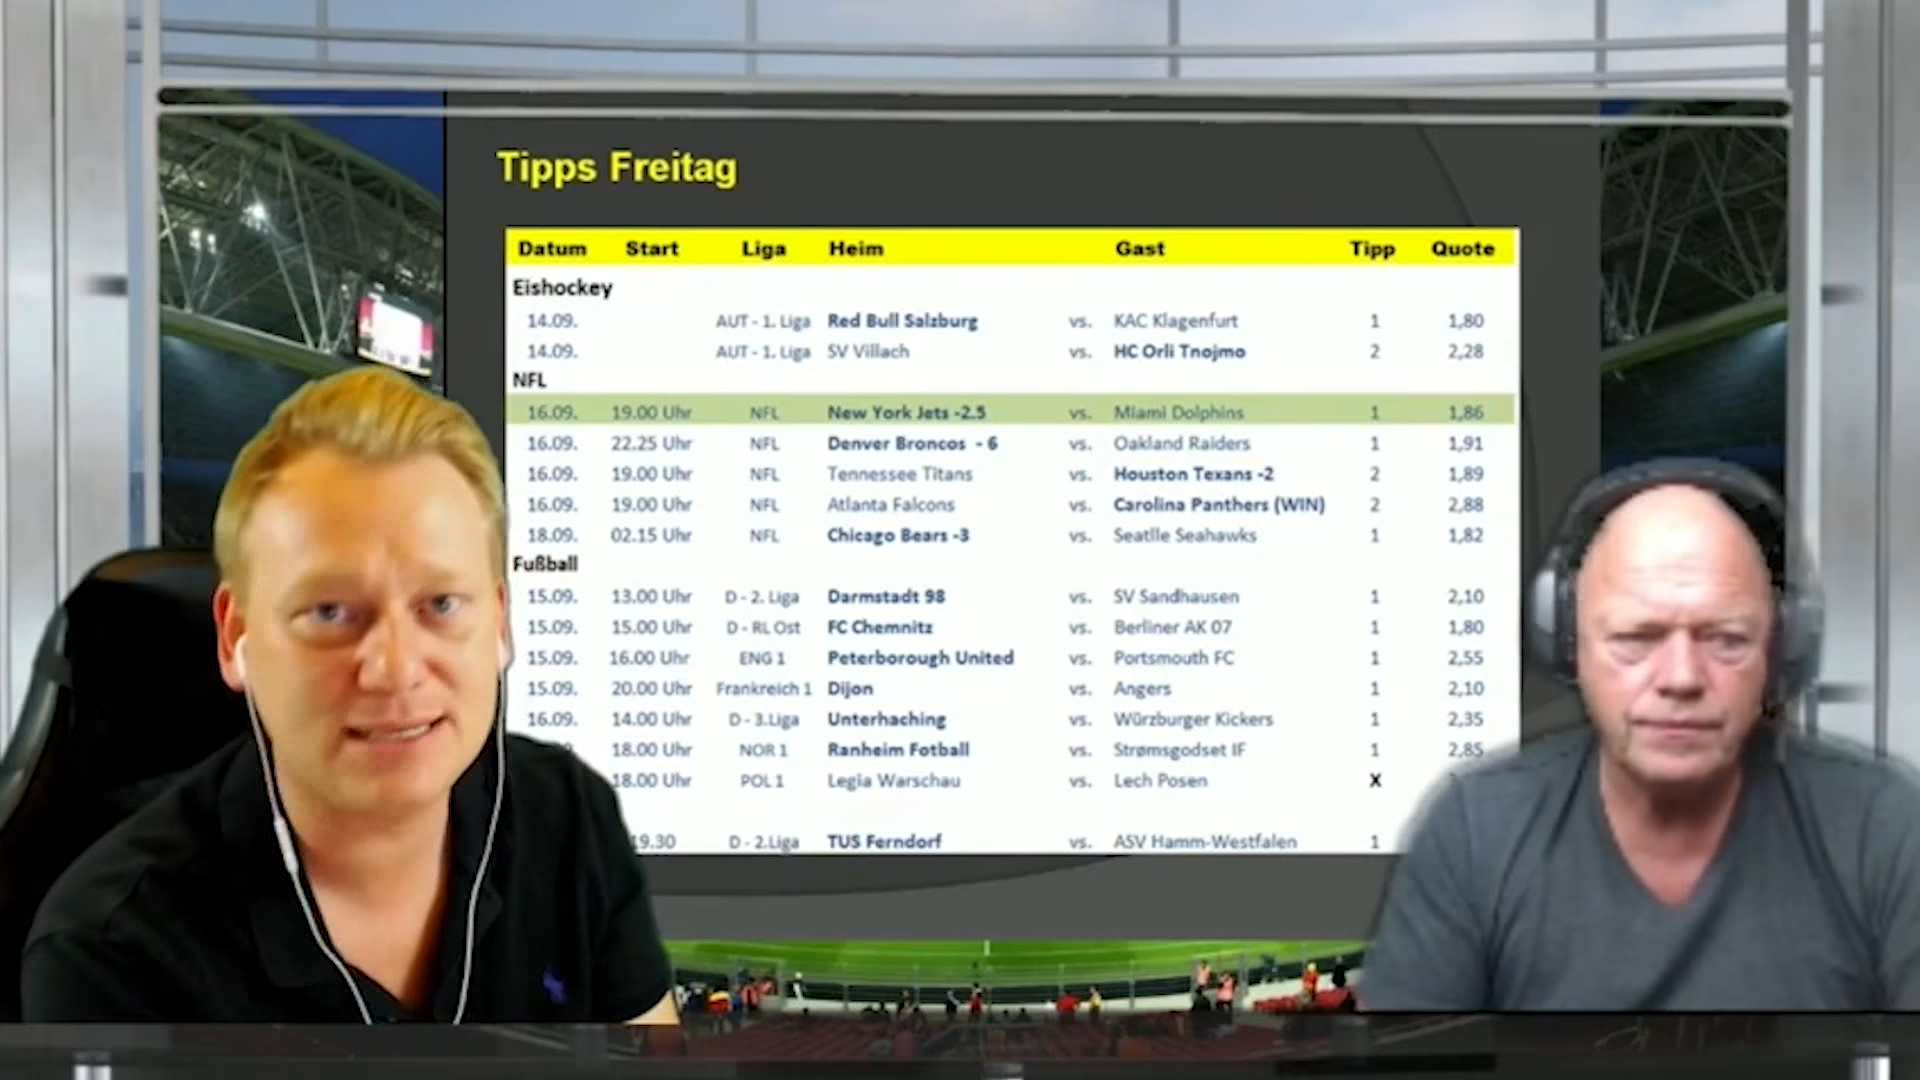 Tipps Freitag
Datum Start Liga Heim Gast Tipp Quote
Eishockey
14.09. AUT - 1. Liga Red Bull Salzburg vs. KAC Klagenfurt 1 1,80
14.09. AUT - 1. Liga SV Villach vs. HC Orli Tnojmo 2 2,28
NFL
16.09. 19.00 Uhr NFL New York Jets -2.5 vs. Miami Dolphins 1 1,86
16.09. 22.25 Uhr NFL Denver Broncos - 6 vs. Oakland Raiders 1 1,91
16.09. 19.00 Uhr NFL Tennessee Titans vs. Houston Texans -2 2 1,89
16.09. 19.00 Uhr NFL Atlanta Falcons vs. Carolina Panthers (WIN) 2 2,88
18.09. 02.15 Uhr NFL Chicago Bears -3 vs. Seatlle Seahawks 1 1,82
Fußball
15.09. 13.00 Uhr D - 2. Liga Darmstadt 98 vs. SV Sandhausen 1 2,10
15.09. 15.00 Uhr D - RL Ost FC Chemnitz vs. Berliner AK 07 1 1,80
15.09. 16.00 Uhr ENG 1 Peterborough United vs. Portsmouth FC 1 2,55
15.09. 20.00 Uhr Frankreich 1 Dijon vs. Angers 1 2,10
16.09. 14.00 Uhr D - 3.Liga Unterhaching vs. Würzburger Kickers 1 2,35
18.00 Uhr NOR 1 Ranheim Fotball vs. Strømsgodset IF 1 2,85
18.00 Uhr POL 1 Legia Warschau vs. Lech Posen X
19.30 D - 2.Liga TUS Ferndorf vs. ASV Hamm-Westfalen 1